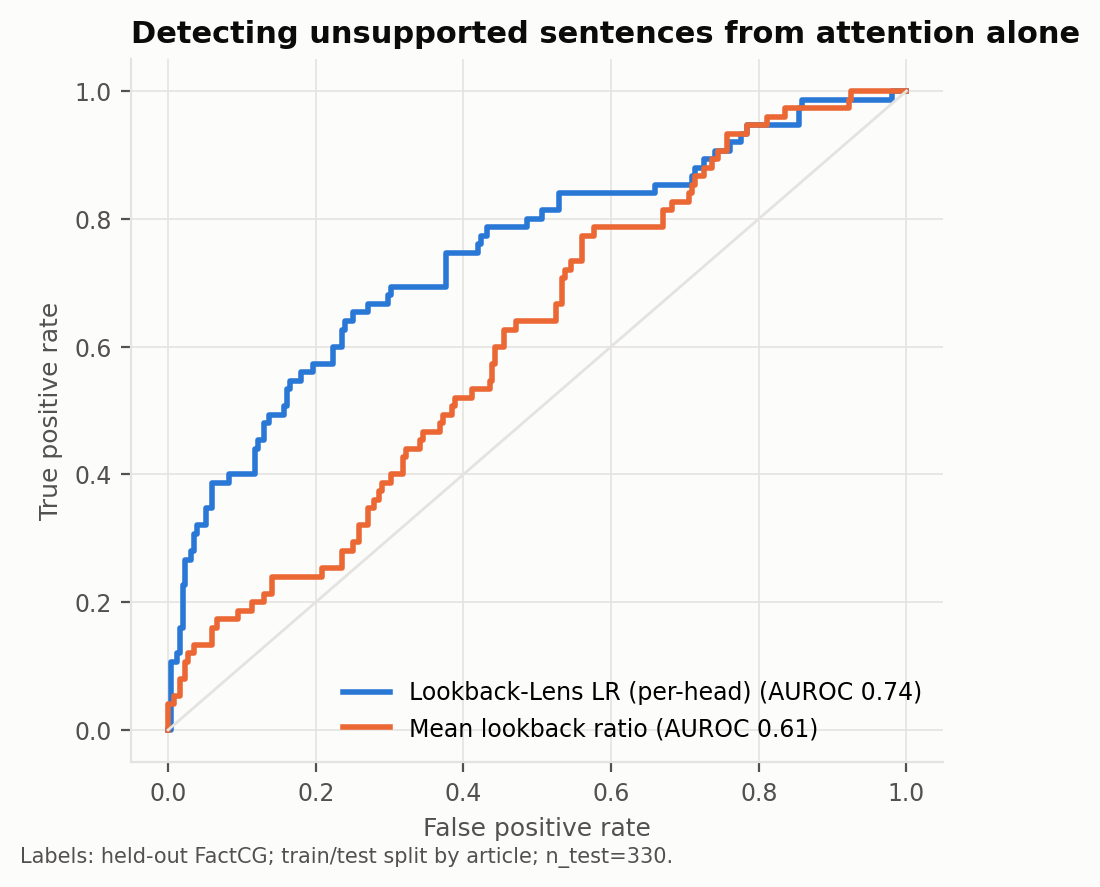 Detecting unsupported sentences from attention alone
1.0
0.8
0.6
0.4
0.2
0.0
True positive rate
Lookback-Lens LR (per-head) (AUROC 0.74)
Mean lookback ratio (AUROC 0.61)
0.0 0.2 0.4 0.6 0.8 1.0
False positive rate
Labels: held-out FactCG; train/test split by article; n_test=330.